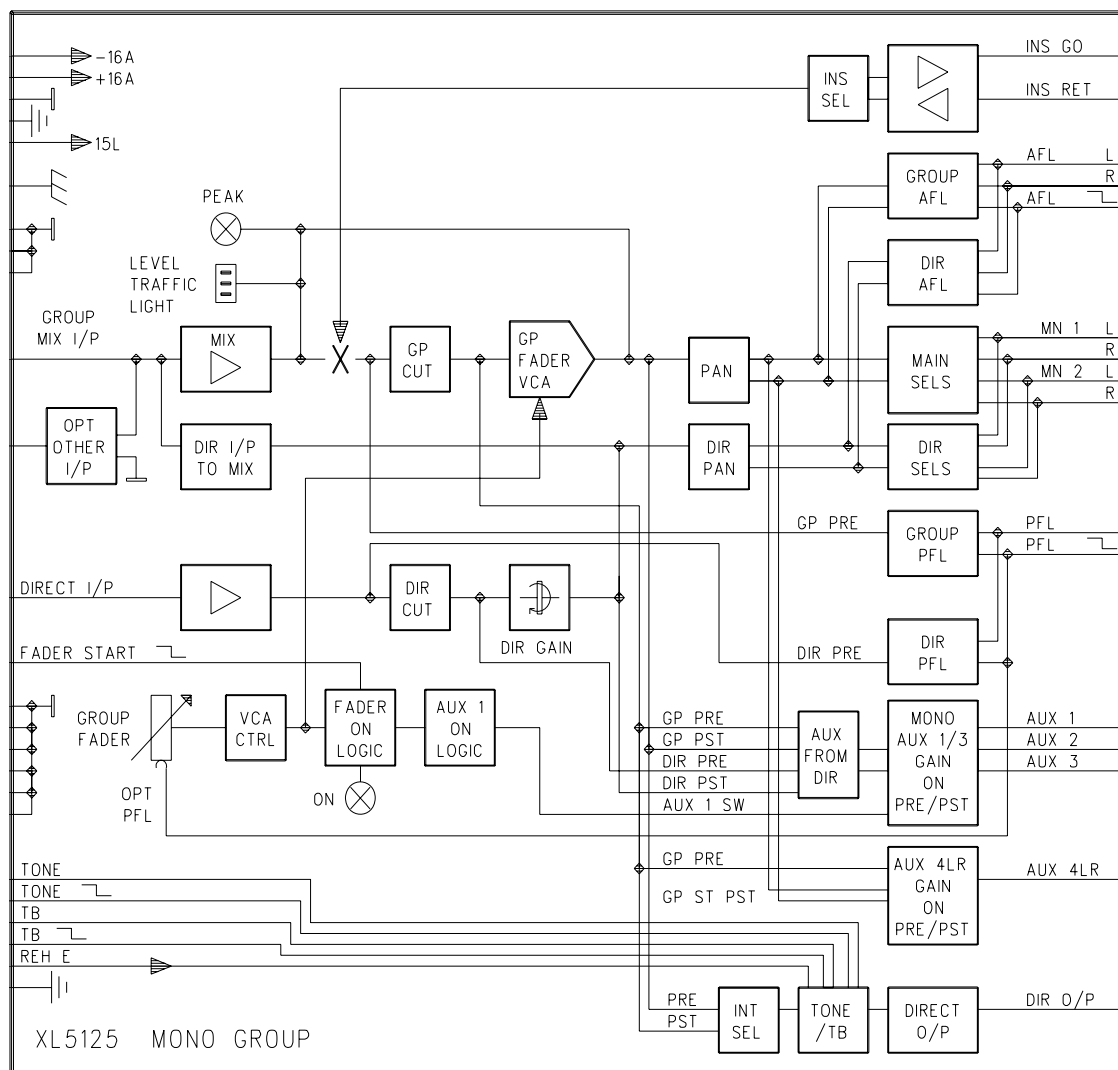 -16A
+16A
15L
INS
SEL
INS GO
INS RET
GROUP
AFL
AFL L
R
AFL
DIR
AFL
PEAK
LEVEL
TRAFFIC
LIGHT
GROUP
MIX I/P
MIX
X
GP
CUT
GP
FADER
VCA
PAN
MAIN
SELS
MN 1 L
R
MN 2 L
R
OPT
OTHER
I/P
DIR I/P
TO MIX
DIR
PAN
DIR
SELS
GP PRE
GROUP
PFL
PFL
PFL
DIRECT I/P
DIR
CUT
DIR GAIN
DIR PRE
DIR
PFL
FADER START
GROUP
FADER
OPT
PFL
VCA
CTRL
FADER
ON
LOGIC
ON
AUX 1
ON
LOGIC
GP PRE
GP PST
DIR PRE
DIR PST
AUX 1 SW
AUX
FROM
DIR
MONO
AUX 1/3
GAIN
ON
PRE/PST
AUX 1
AUX 2
AUX 3
GP PRE
GP ST PST
AUX 4LR
GAIN
ON
PRE/PST
AUX 4LR
TONE
TONE
TB
TB
REH E
PRE
PST
INT
SEL
TONE
/TB
DIRECT
O/P
DIR O/P
XL5125 MONO GROUP